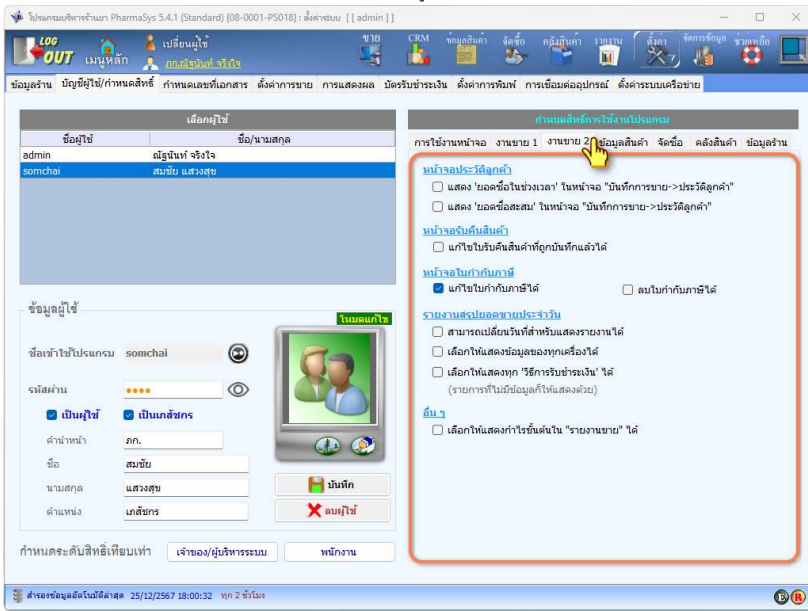 โปรแกรมบริหารร้านยา PharmaSys 5.4.1 (Standard) [08-0001-PS018] : ตั้งค่าระบบ [ [ admin ] ]
LOG OUT เมนูหลัก เปลี่ยนผู้ใช้ ขาย CRM ข้อมูลสินค้า จัดซื้อ คลังสินค้า รายงาน ตั้งค่า จัดการข้อมูล ช่วยเหลือ
ภก.ณัฐนันท์ จริงใจ
ข้อมูลร้าน บัญชีผู้ใช้/กำหนดสิทธิ์ กำหนดเลขที่เอกสาร ตั้งค่าการขาย การแสดงผล บัตรรับชำระเงิน ตั้งค่าการพิมพ์ การเชื่อมต่ออุปกรณ์ ตั้งค่าระบบเครือข่าย
เลือกผู้ใช้
ชื่อผู้ใช้ ชื่อ/นามสกุล
admin ณัฐนันท์ จริงใจ
somchai สมชัย แสวงสุข
ข้อมูลผู้ใช้
โหมดแก้ไข
ชื่อเข้าใช้โปรแกรม somchai
รหัสผ่าน
เป็นผู้ใช้ เป็นเภสัชกร
คำนำหน้า ภก.
ชื่อ สมชัย
นามสกุล แสวงสุข
ตำแหน่ง เภสัชกร
บันทึก
ลบผู้ใช้
กำหนดระดับสิทธิ์เทียบเท่า เจ้าของ/ผู้บริหารระบบ พนักงาน
กำหนดสิทธิ์การใช้งานโปรแกรม
การใช้งานหน้าจอ งานขาย 1 งานขาย 2 ข้อมูลสินค้า จัดซื้อ คลังสินค้า ข้อมูลร้าน
หน้าจอประวัติลูกค้า
แสดง 'ยอดซื้อในช่วงเวลา' ในหน้าจอ "บันทึกการขาย->ประวัติลูกค้า"
แสดง 'ยอดซื้อสะสม' ในหน้าจอ "บันทึกการขาย->ประวัติลูกค้า"
หน้าจอรับคืนสินค้า
แก้ไขใบรับคืนสินค้าที่ถูกบันทึกแล้วได้
หน้าจอใบกำกับภาษี
แก้ไขใบกำกับภาษีได้ ลบใบกำกับภาษีได้
รายงานสรุปยอดขายประจำวัน
สามารถเปลี่ยนวันที่สำหรับแสดงรายงานได้
เลือกให้แสดงข้อมูลของทุกเครื่องได้
เลือกให้แสดงทุก 'วิธีการรับชำระเงิน' ได้
(รายการที่ไม่มีข้อมูลก็ให้แสดงด้วย)
อื่น ๆ
เลือกให้แสดงกำไรขั้นต้นใน "รายงานขาย" ได้
สำรองข้อมูลอัตโนมัติล่าสุด 25/12/2567 18:00:32 ทุก 2 ชั่วโมง
E R